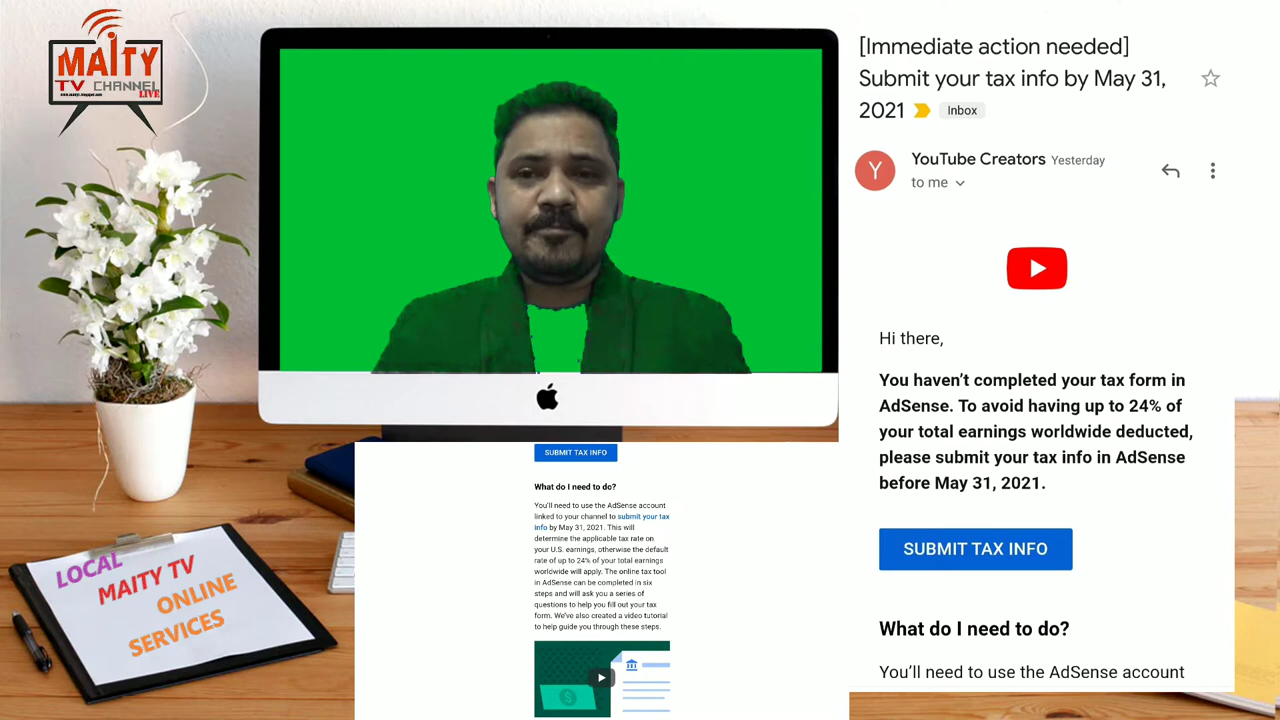 MAITY
TV CHANNEL
LIVE
[Immediate action needed]
Submit your tax info by May 31,
2021 Inbox
Y
YouTube Creators Yesterday
to me
Hi there,
You haven't completed your tax form in
AdSense. To avoid having up to 24% of
your total earnings worldwide deducted,
please submit your tax info in AdSense
before May 31, 2021.
SUBMIT TAX INFO
What do I need to do?
You'll need to use the AdSense account
SUBMIT TAX INFO
What do I need to do?
You'll need to use the AdSense account
linked to your channel to submit your tax
info by May 31, 2021. This will
determine the applicable tax rate on
your U.S. earnings, otherwise the default
rate of up to 24% of your total earnings
worldwide will apply. The online tax tool
in AdSense can be completed in six
steps and will ask you a series of
questions to help you fill out your tax
form. We've also created a video tutorial
to help guide you through these steps.
$
LOCAL
MAITY TV
ONLINE
SERVICES